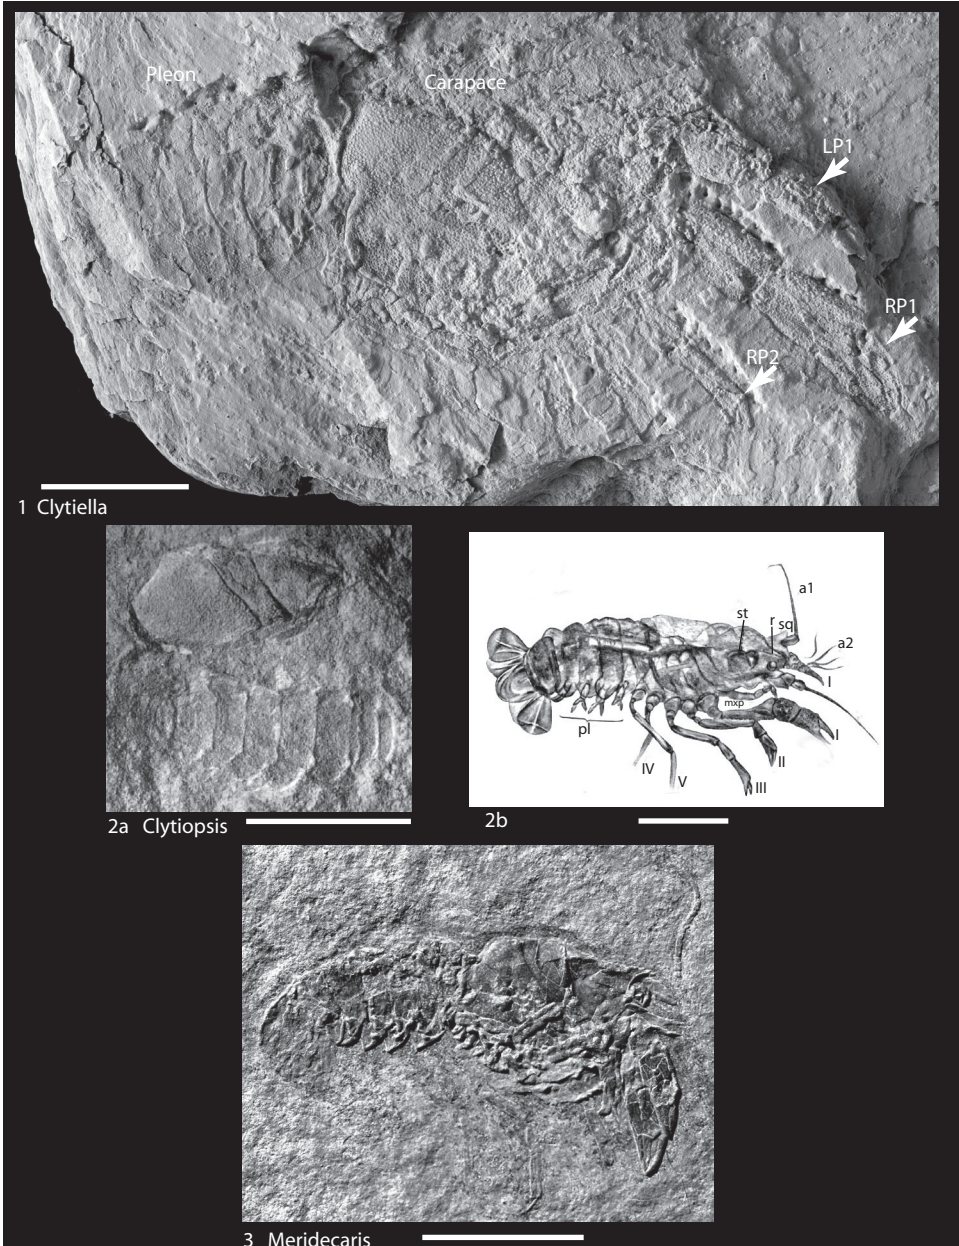 Pleon
Carapace
LP1
RP1
RP2
1 Clytiella
a1
st
r
sq
a2
I
mxp
I
pl
II
IV
V
III
2a Clytiopsis
2b
3 Meridecaris